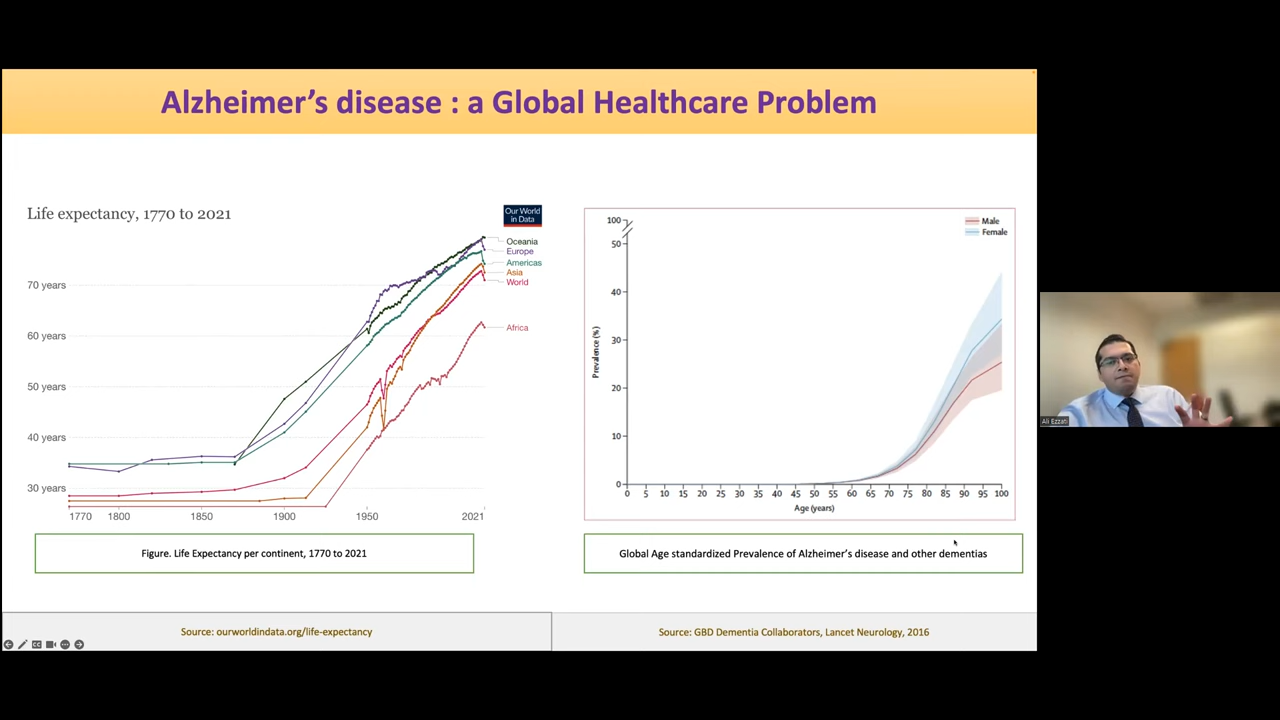 Alzheimer's disease : a Global Healthcare Problem
Life expectancy, 1770 to 2021
Our World
in Data
Oceania
Europe
Americas
Asia
World
Africa
70 years
60 years
50 years
40 years
30 years
1770
1800
1850
1900
1950
2021
Figure. Life Expectancy per continent, 1770 to 2021
Male
Female
100
50
40
30
20
10
0
Prevalence (%)
0 5 10 15 20 25 30 35 40 45 50 55 60 65 70 75 80 85 90 95 100
Age (years)
Global Age standardized Prevalence of Alzheimer's disease and other dementias
Source: ourworldindata.org/life-expectancy
Source: GBD Dementia Collaborators, Lancet Neurology, 2016
Ali Ezzati